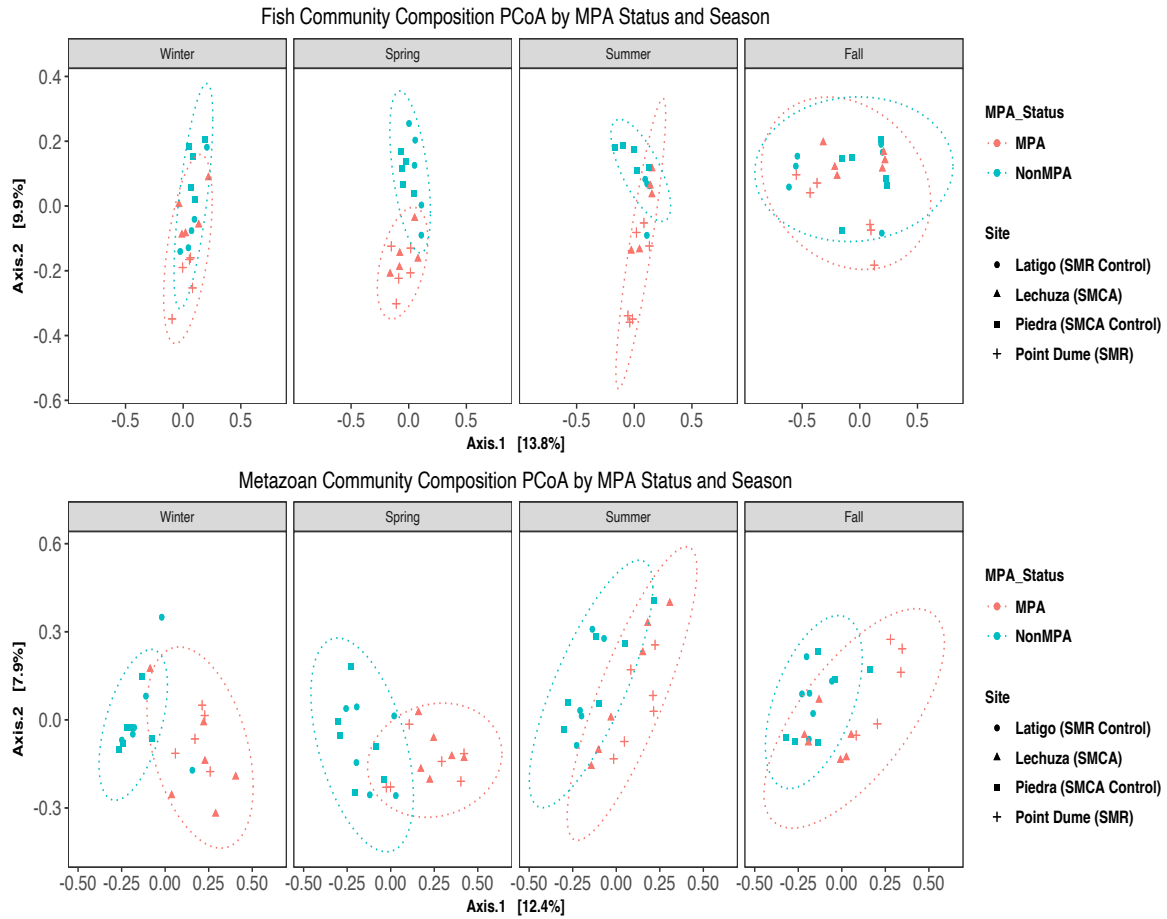 Fish Community Composition PCoA by MPA Status and Season
Winter Spring Summer Fall
0.4
0.2
0.0
-0.2
-0.4
-0.6
Axis.2 [9.9%]
-0.5 0.0 0.5 -0.5 0.0 0.5 -0.5 0.0 0.5 -0.5 0.0 0.5
Axis.1 [13.8%]
MPA_Status
MPA
NonMPA
Site
Latigo (SMR Control)
Lechuza (SMCA)
Piedra (SMCA Control)
Point Dume (SMR)
Metazoan Community Composition PCoA by MPA Status and Season
Winter Spring Summer Fall
0.6
0.3
0.0
-0.3
Axis.2 [7.9%]
-0.50 -0.25 0.00 0.25 0.50 -0.50 -0.25 0.00 0.25 0.50 -0.50 -0.25 0.00 0.25 0.50 -0.50 -0.25 0.00 0.25 0.50
Axis.1 [12.4%]
MPA_Status
MPA
NonMPA
Site
Latigo (SMR Control)
Lechuza (SMCA)
Piedra (SMCA Control)
Point Dume (SMR)